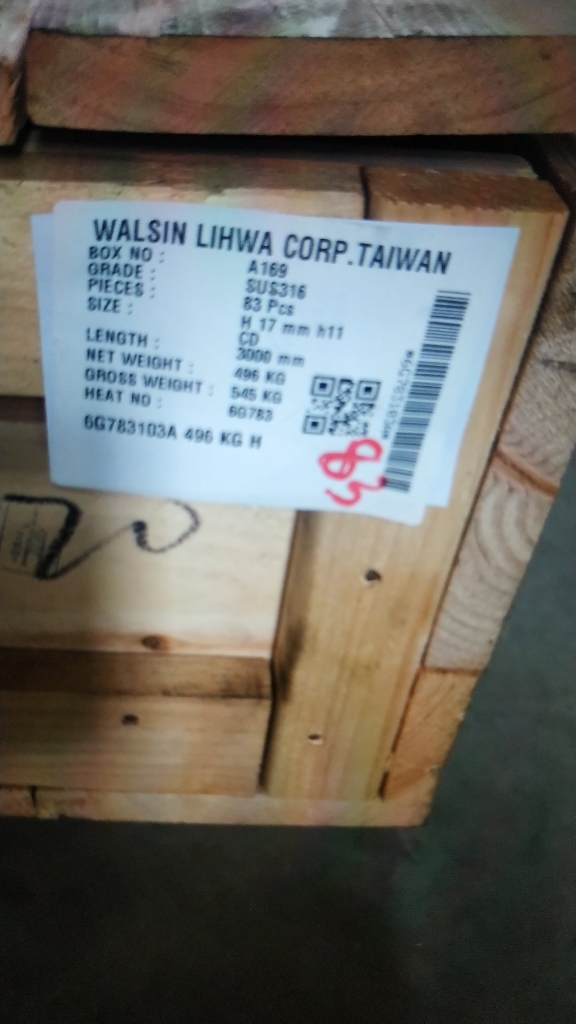 WALSIN LIHWA CORP.TAIWAN
BOX NO : A169
GRADE : SUS316
PIECES : 83 Pcs
SIZE : H 17 mm h11
CD
LENGTH : 3000 mm
NET WEIGHT : 496 KG
GROSS WEIGHT : 545 KG
HEAT NO : 6G783
6G783103A 496 KG H
83